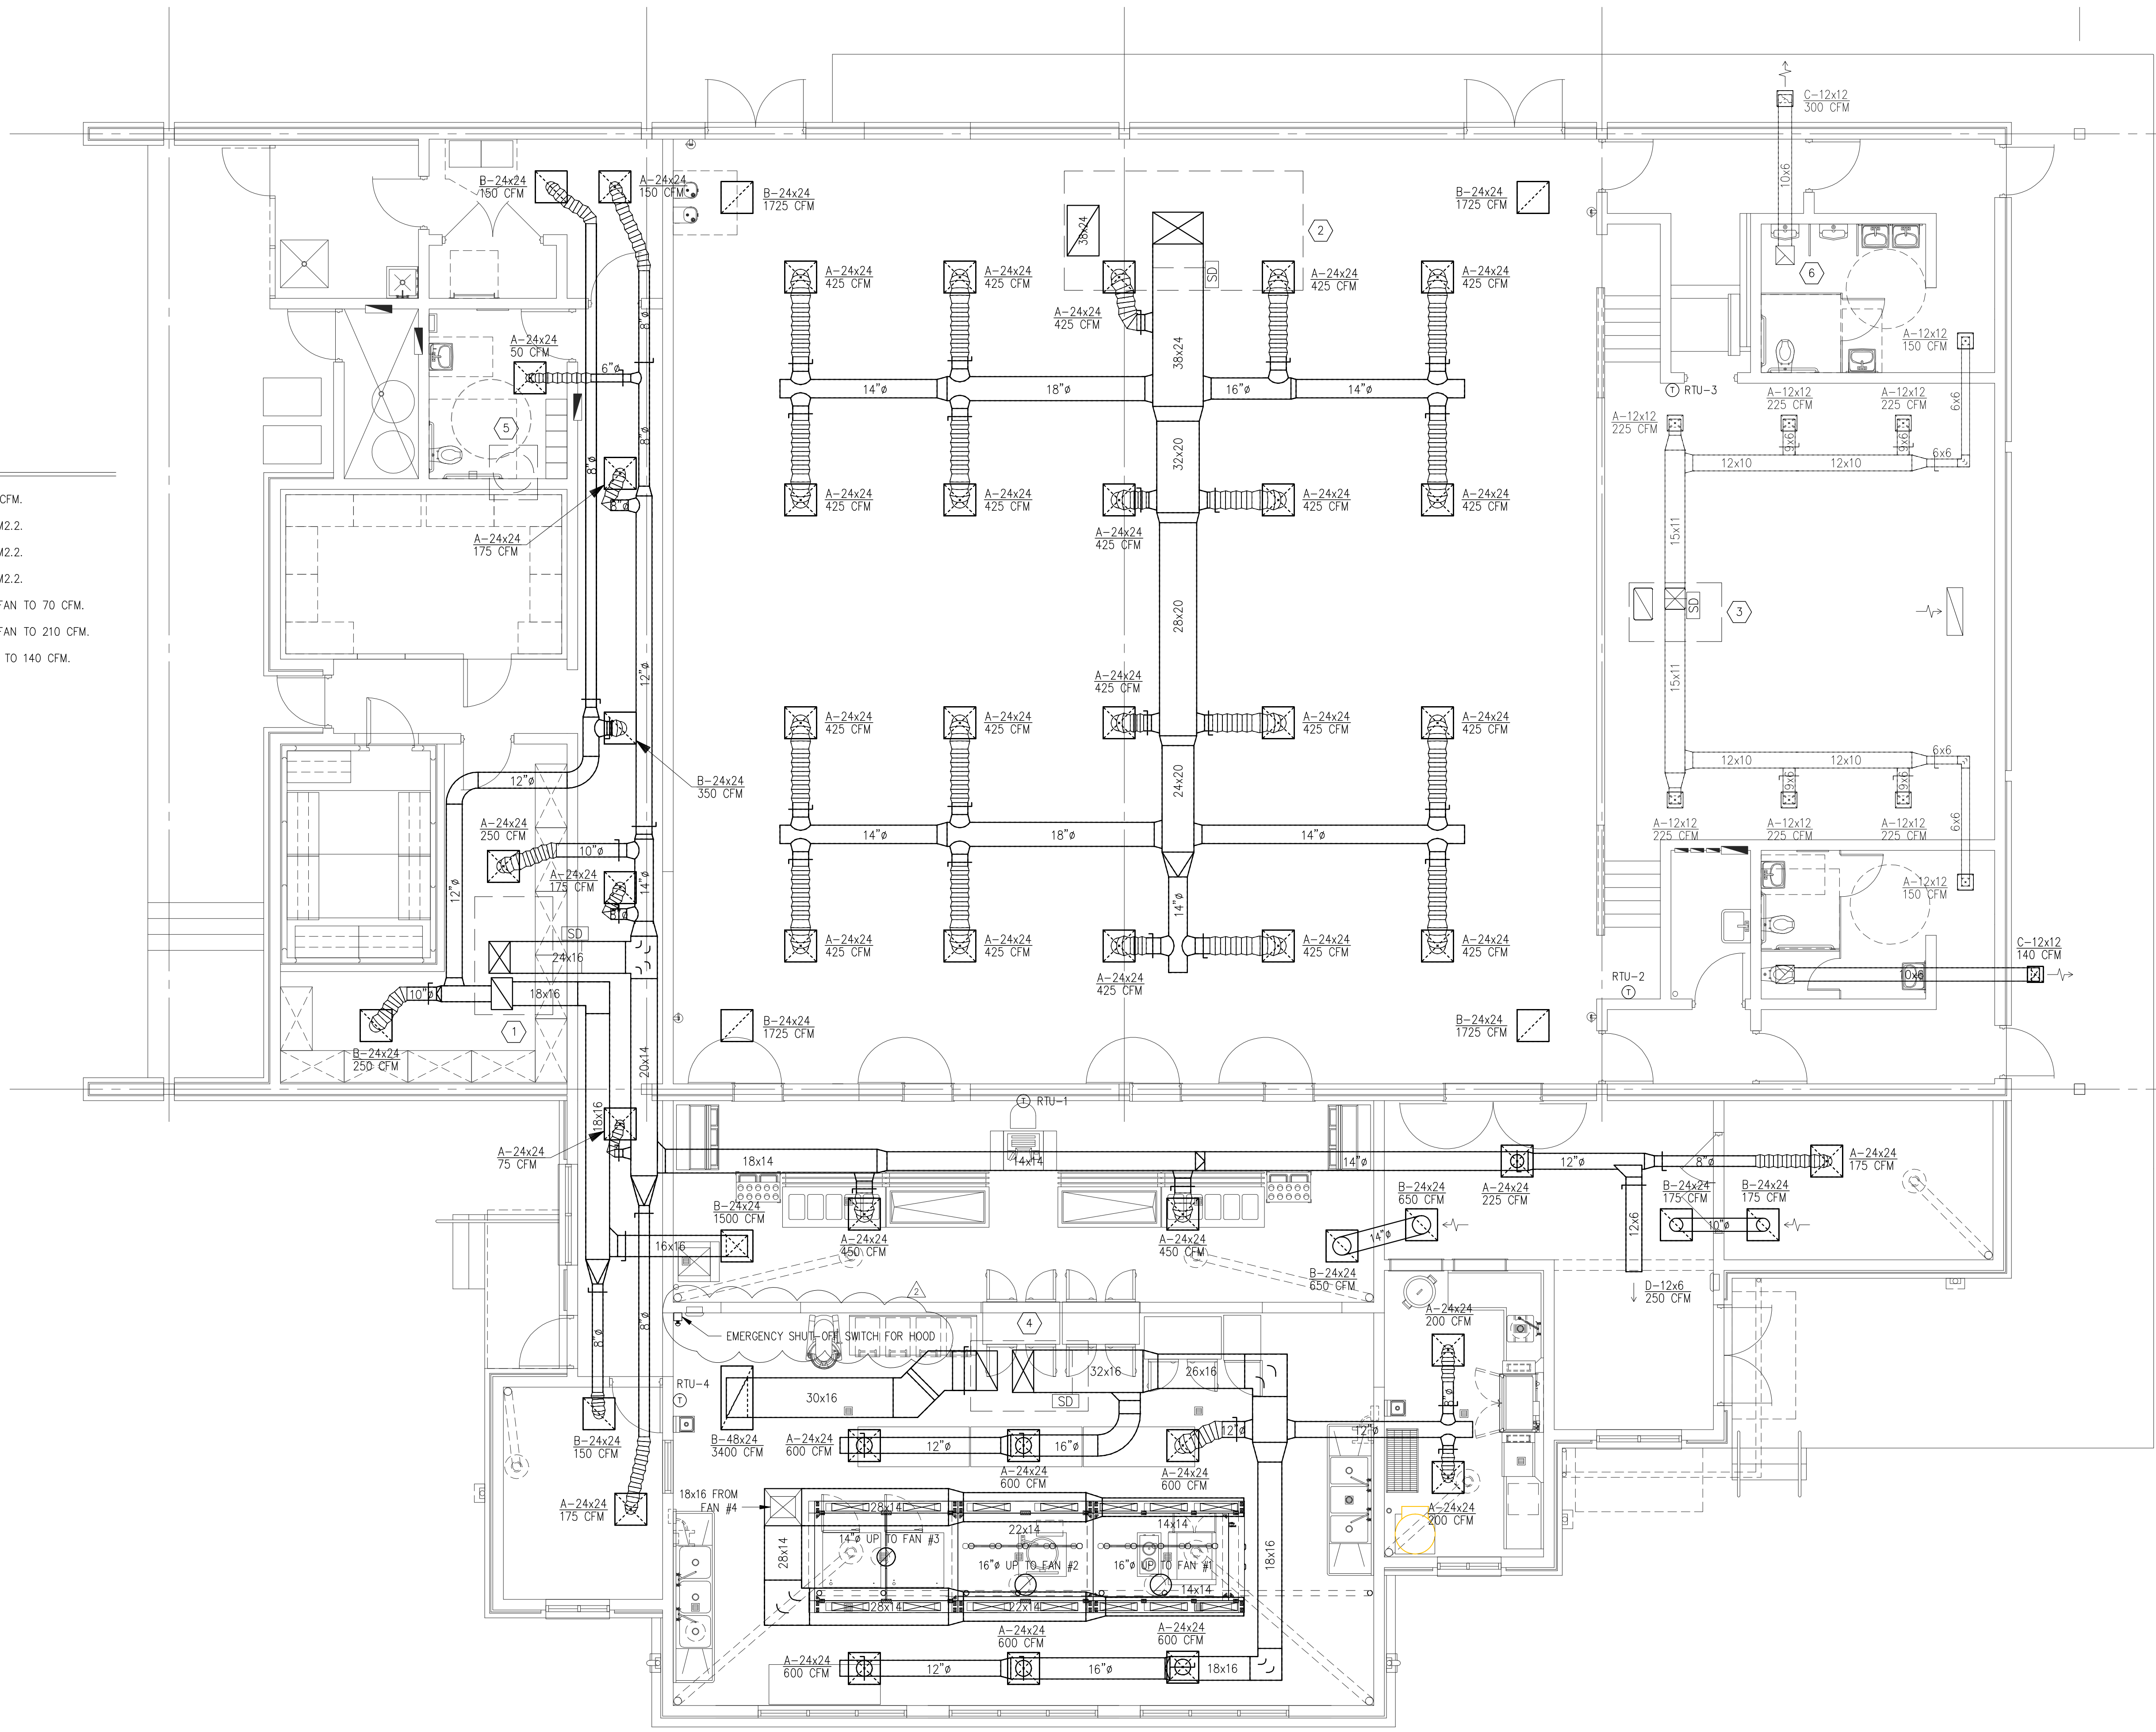 CFM.
M2.2.
M2.2.
M2.2.
FAN TO 70 CFM.
FAN TO 210 CFM.
TO 140 CFM.
C-12x12
300 CFM
10x6
B-24x24
150 CFM
A-24x24
150 CFM
B-24x24
1725 CFM
B-24x24
1725 CFM
38x24
2
SD
6
A-24x24
425 CFM
A-24x24
425 CFM
A-24x24
425 CFM
A-24x24
425 CFM
A-24x24
425 CFM
8"ø
A-24x24
50 CFM
6"ø
38x24
14"ø
18"ø
16"ø
14"ø
A-12x12
150 CFM
T RTU-3
A-12x12
225 CFM
A-12x12
225 CFM
A-12x12
225 CFM
6x6
9x6
9x6
5
8"ø
8"ø
32x20
12x10
12x10
6x6
8"ø
A-24x24
175 CFM
A-24x24
425 CFM
A-24x24
425 CFM
A-24x24
425 CFM
A-24x24
425 CFM
A-24x24
425 CFM
15x11
28x20
SD
3
12"ø
15x11
A-24x24
425 CFM
A-24x24
425 CFM
A-24x24
425 CFM
A-24x24
425 CFM
A-24x24
425 CFM
12"ø
B-24x24
350 CFM
24x20
12x10
12x10
6x6
9x6
9x6
6x6
A-24x24
250 CFM
10"ø
A-24x24
175 CFM
14"ø
8"ø
12"ø
14"ø
18"ø
14"ø
A-12x12
225 CFM
A-12x12
225 CFM
A-12x12
225 CFM
A-12x12
150 CFM
14"ø
SD
24x16
A-24x24
425 CFM
A-24x24
425 CFM
A-24x24
425 CFM
A-24x24
425 CFM
A-24x24
425 CFM
C-12x12
140 CFM
10x6
RTU-2
T
10"ø
18x16
1
B-24x24
250 CFM
B-24x24
1725 CFM
B-24x24
1725 CFM
20x14
18x16
T RTU-1
A-24x24
75 CFM
18x14
14x14
14"ø
12"ø
8"ø
A-24x24
175 CFM
B-24x24
1500 CFM
16x16
A-24x24
450 CFM
A-24x24
450 CFM
B-24x24
650 CFM
14"ø
B-24x24
650 CFM
A-24x24
225 CFM
B-24x24
175 CFM
B-24x24
175 CFM
10"ø
12x6
D-12x6
250 CFM
2
4
EMERGENCY SHUT-OFF SWITCH FOR HOOD
A-24x24
200 CFM
8"ø
8"ø
RTU-4
T
30x16
32x16
26x16
SD
8"ø
B-24x24
150 CFM
B-48x24
3400 CFM
A-24x24
600 CFM
12"ø
16"ø
12"ø
12"ø
A-24x24
600 CFM
A-24x24
600 CFM
A-24x24
200 CFM
A-24x24
175 CFM
18x16 FROM
FAN #4
28x14
22x14
14x14
14"ø UP TO FAN #3
16"ø UP TO FAN #2
16"ø UP TO FAN #1
28x14
18x16
28x14
22x14
14x14
A-24x24
600 CFM
A-24x24
600 CFM
A-24x24
600 CFM
12"ø
16"ø
18x16